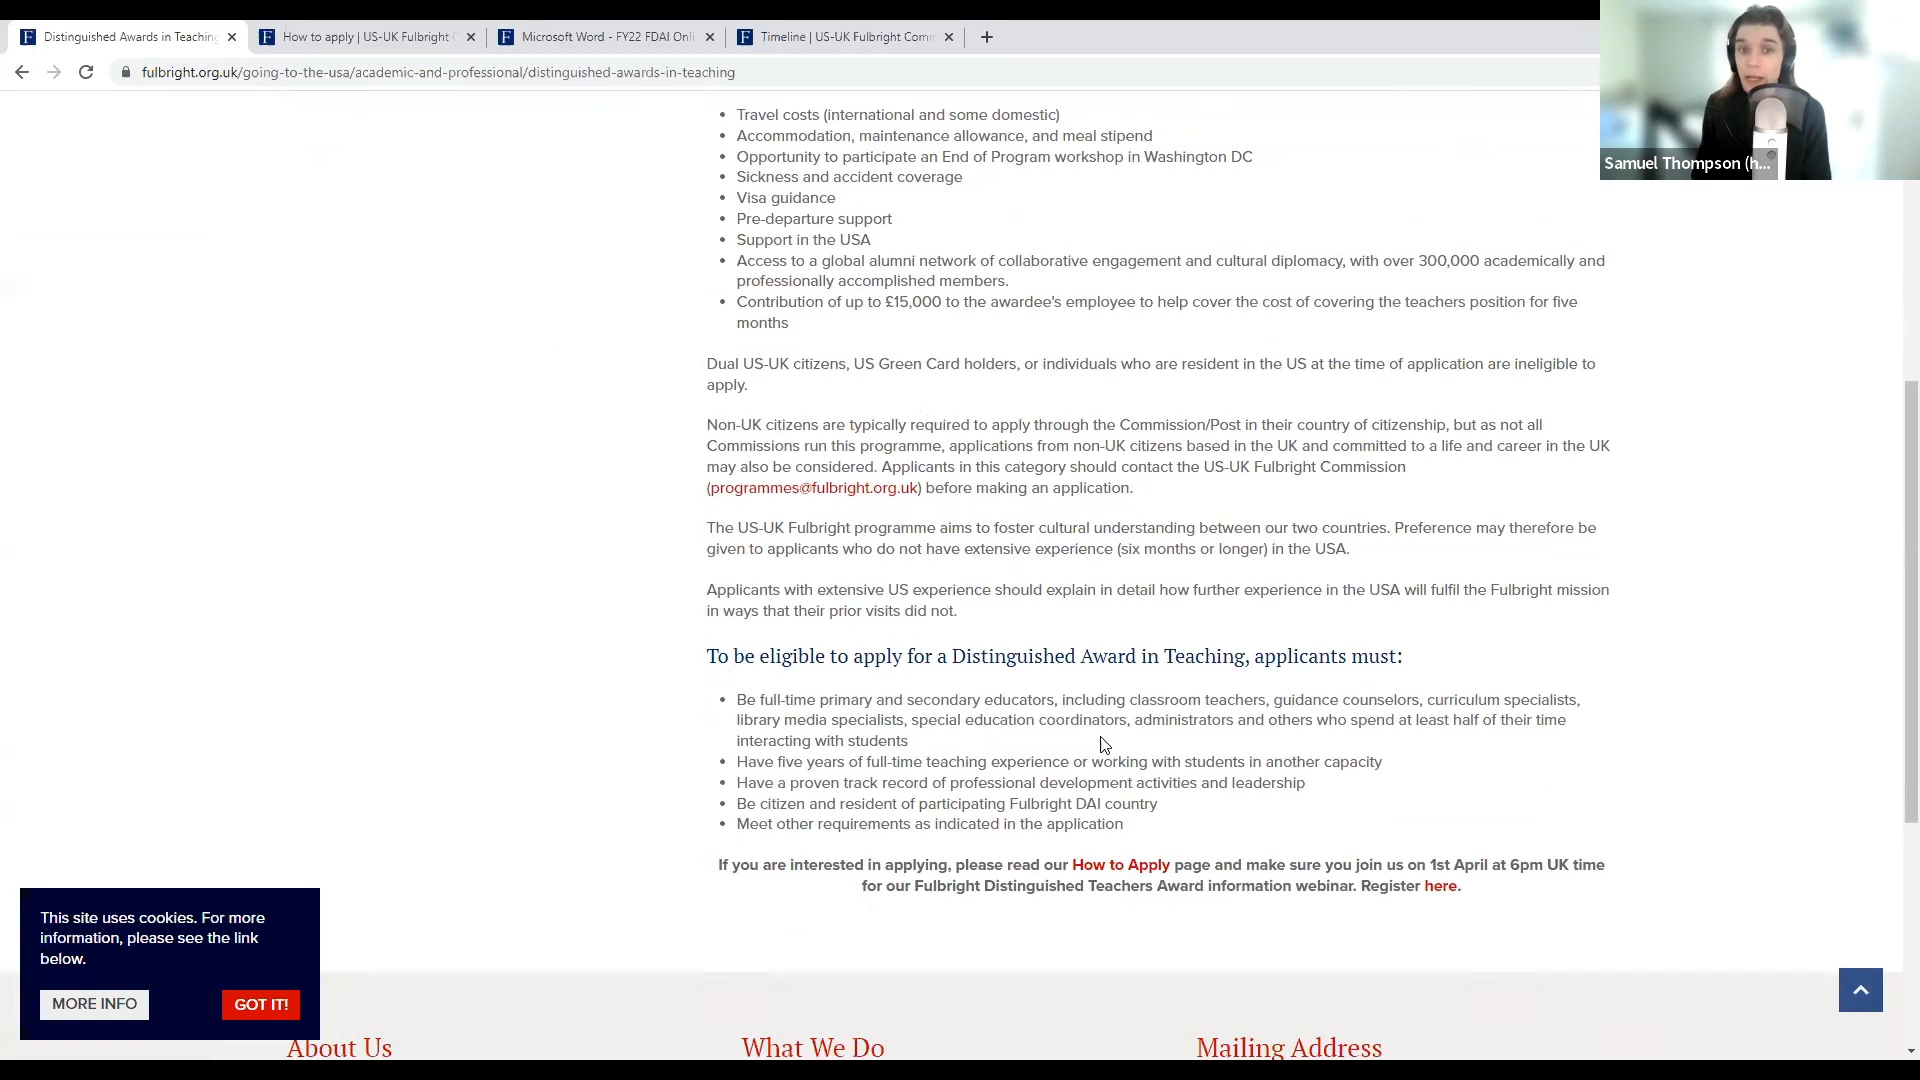 Distinguished Awards in Teaching
How to apply | US-UK Fulbright C
Microsoft Word - FY22 FDAI Onli
Timeline | US-UK Fulbright Comm
fulbright.org.uk/going-to-the-usa/academic-and-professional/distinguished-awards-in-teaching
Samuel Thompson (h...
• Travel costs (international and some domestic)
• Accommodation, maintenance allowance, and meal stipend
• Opportunity to participate an End of Program workshop in Washington DC
• Sickness and accident coverage
• Visa guidance
• Pre-departure support
• Support in the USA
• Access to a global alumni network of collaborative engagement and cultural diplomacy, with over 300,000 academically and
professionally accomplished members.
• Contribution of up to £15,000 to the awardee's employee to help cover the cost of covering the teachers position for five
months
Dual US-UK citizens, US Green Card holders, or individuals who are resident in the US at the time of application are ineligible to
apply.
Non-UK citizens are typically required to apply through the Commission/Post in their country of citizenship, but as not all
Commissions run this programme, applications from non-UK citizens based in the UK and committed to a life and career in the UK
may also be considered. Applicants in this category should contact the US-UK Fulbright Commission
(programmes@fulbright.org.uk) before making an application.
The US-UK Fulbright programme aims to foster cultural understanding between our two countries. Preference may therefore be
given to applicants who do not have extensive experience (six months or longer) in the USA.
Applicants with extensive US experience should explain in detail how further experience in the USA will fulfil the Fulbright mission
in ways that their prior visits did not.
To be eligible to apply for a Distinguished Award in Teaching, applicants must:
• Be full-time primary and secondary educators, including classroom teachers, guidance counselors, curriculum specialists,
library media specialists, special education coordinators, administrators and others who spend at least half of their time
interacting with students
• Have five years of full-time teaching experience or working with students in another capacity
• Have a proven track record of professional development activities and leadership
• Be citizen and resident of participating Fulbright DAI country
• Meet other requirements as indicated in the application
If you are interested in applying, please read our How to Apply page and make sure you join us on 1st April at 6pm UK time
for our Fulbright Distinguished Teachers Award information webinar. Register here.
This site uses cookies. For more
information, please see the link
below.
MORE INFO
GOT IT!
About Us
What We Do
Mailing Address